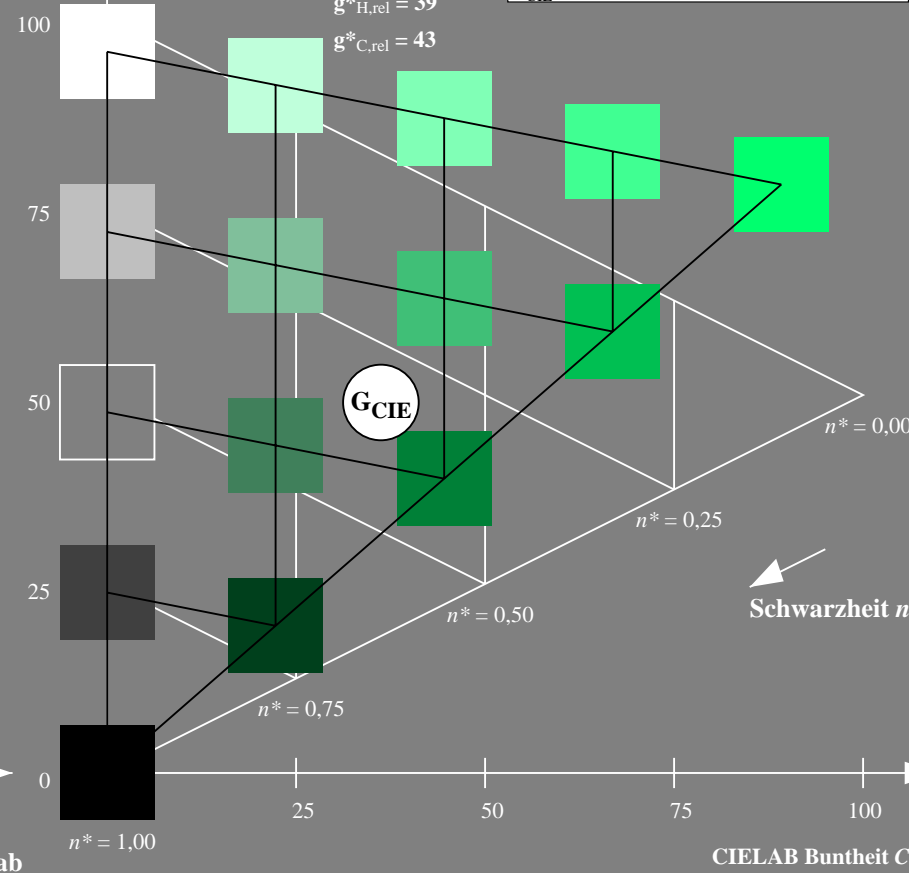 g*H,rel = 39
g*C,rel = 43
100
75
50
25
0
GCIE
n* = 0,00
n* = 0,25
n* = 0,50
n* = 0,75
n* = 1,00
Schwarzheit n
25
50
75
100
ab
CIELAB Buntheit C